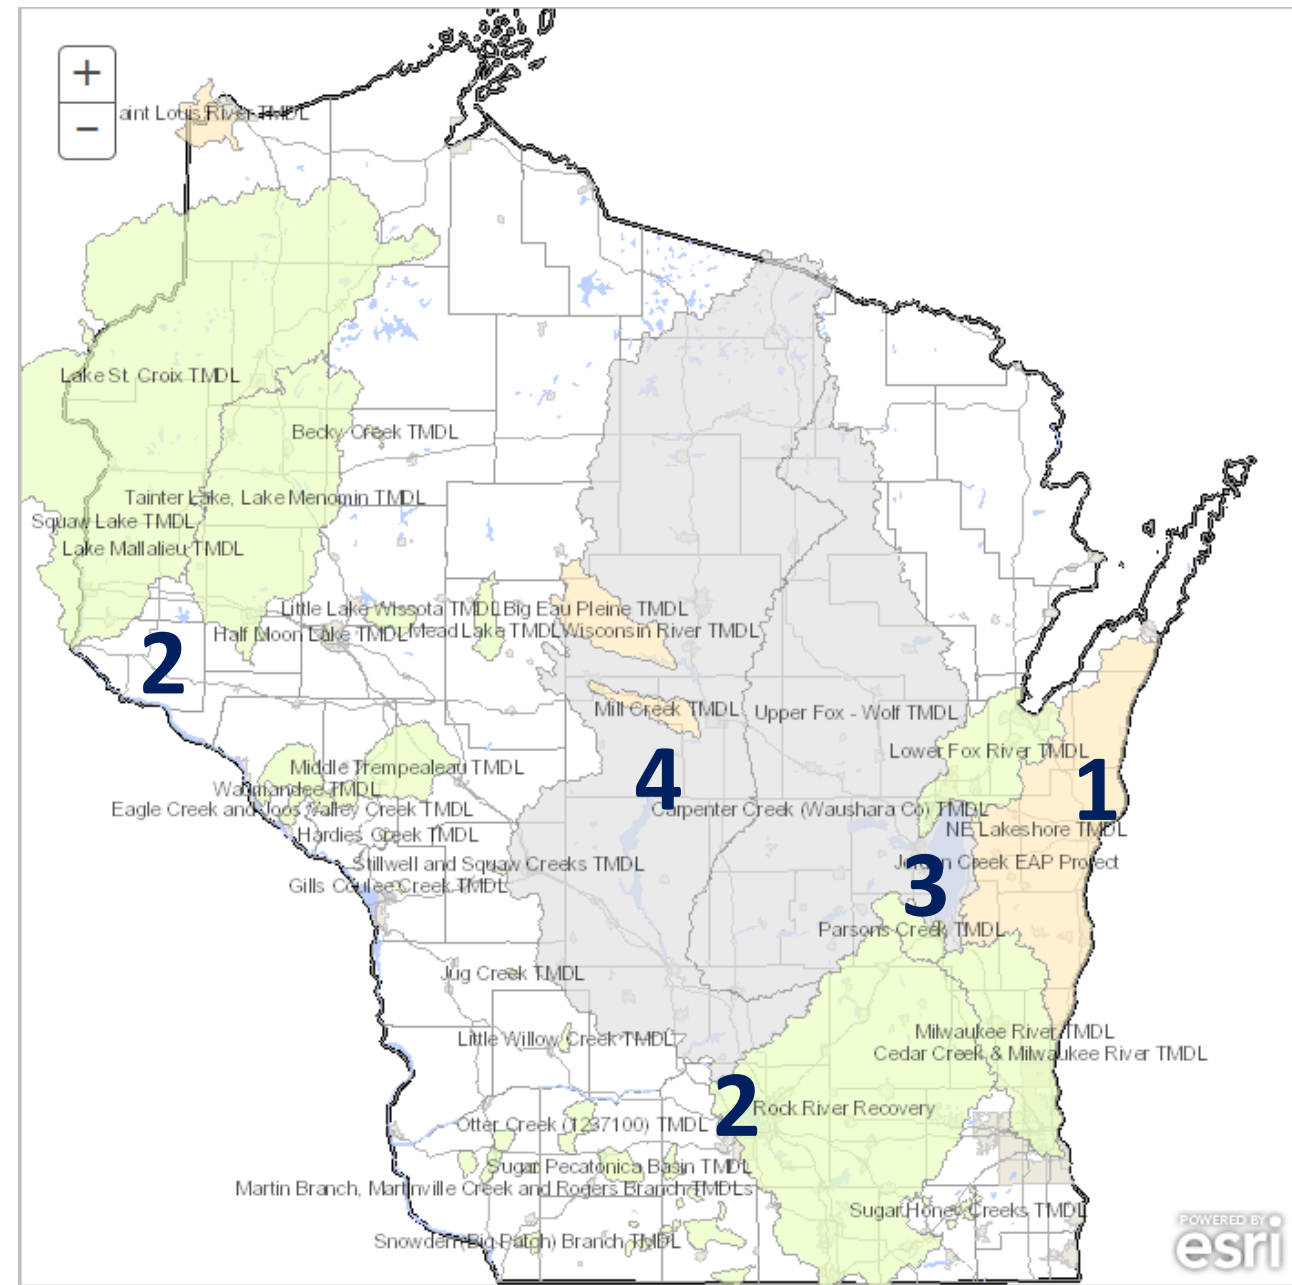 +
−
aint Louis River TMDL
Lake St. Croix TMDL
Becky Creek TMDL
Tainter Lake, Lake Menomin TMDL
Squaw Lake TMDL
Lake Mallalieu TMDL
Little Lake Wissota TMDL
Big Eau Pleine TMDL
Half Moon Lake TMDL
Mead Lake TMDL
Wisconsin River TMDL
2
Mill Creek TMDL
Upper Fox - Wolf TMDL
Lower Fox River TMDL
Middle Trempealeau TMDL
4
1
Waumandee TMDL
Eagle Creek and Joos Valley Creek TMDL
Carpenter Creek (Waushara Co) TMDL
Hardies Creek TMDL
NE Lakeshore TMDL
Stillwell and Squaw Creeks TMDL
Jordan Creek EAP Project
Gills Coulee Creek TMDL
3
Parsons Creek TMDL
Jug Creek TMDL
Little Willow Creek TMDL
Milwaukee River TMDL
Cedar Creek & Milwaukee River TMDL
2
Rock River Recovery
Otter Creek (1237100) TMDL
Sugar Pecatonica Basin TMDL
Martin Branch, Martinville Creek and Rogers Branch TMDLs
Sugar Honey Creeks TMDL
Snowden (Big Patch) Branch TMDL
POWERED BY
esri